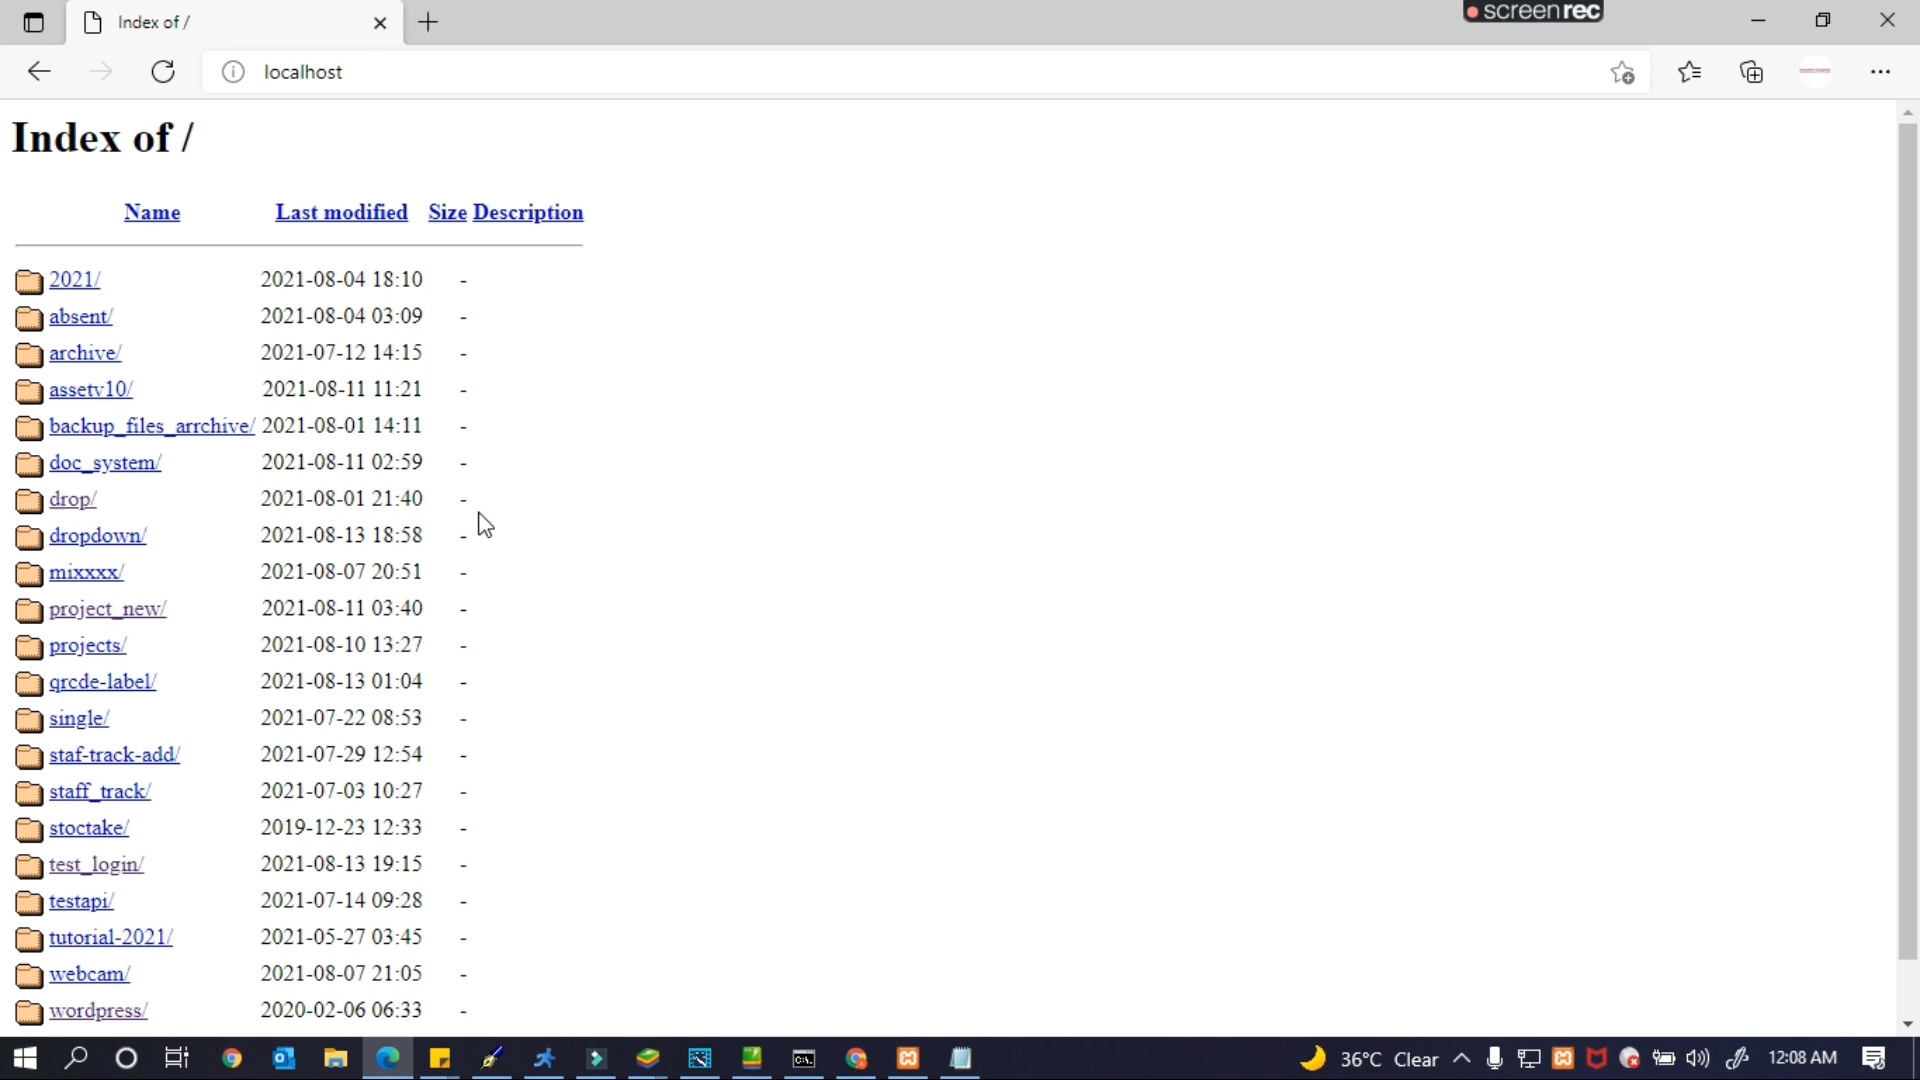 Index of /
screenrec
localhost
Index of /
Name Last modified Size Description
2021/ 2021-08-04 18:10 -
absent/ 2021-08-04 03:09 -
archive/ 2021-07-12 14:15 -
assetv10/ 2021-08-11 11:21 -
backup_files_arrchive/ 2021-08-01 14:11 -
doc_system/ 2021-08-11 02:59 -
drop/ 2021-08-01 21:40 -
dropdown/ 2021-08-13 18:58 -
mixxxx/ 2021-08-07 20:51 -
project_new/ 2021-08-11 03:40 -
projects/ 2021-08-10 13:27 -
qrcde-label/ 2021-08-13 01:04 -
single/ 2021-07-22 08:53 -
staf-track-add/ 2021-07-29 12:54 -
staff_track/ 2021-07-03 10:27 -
stoctake/ 2019-12-23 12:33 -
test_login/ 2021-08-13 19:15 -
testapi/ 2021-07-14 09:28 -
tutorial-2021/ 2021-05-27 03:45 -
webcam/ 2021-08-07 21:05 -
wordpress/ 2020-02-06 06:33 -
36°C Clear 12:08 AM